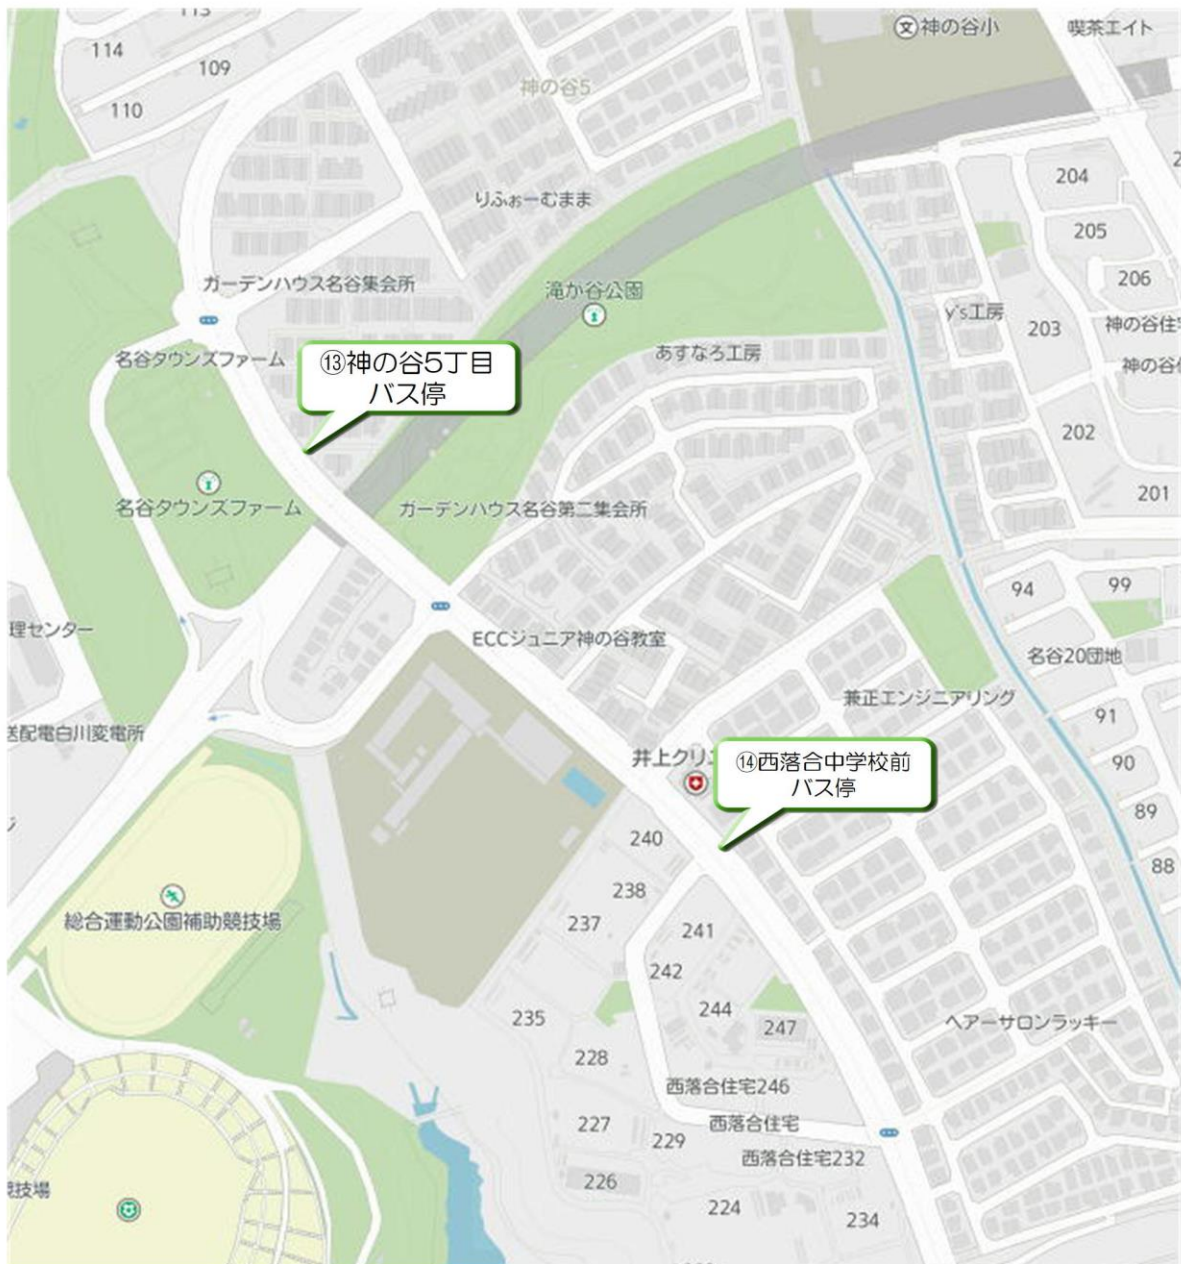 113
神の谷小
喫茶エイト
114
109
神の谷5
110
204
りふぉーむまま
205
ガーデンハウス名谷集会所
滝か谷公園
206
y's工房
神の谷住宅
203
名谷タウンズファーム
あすなろ工房
⑬神の谷5丁目
バス停
202
名谷タウンズファーム
ガーデンハウス名谷第二集会所
201
94
99
理センター
ECCジュニア神の谷教室
名谷20団地
兼正エンジニアリング
91
送配電白川変電所
井上クリニ
⑭西落合中学校前
バス停
90
240
89
88
238
総合運動公園補助競技場
237
241
242
235
244
247
ヘアーサロンラッキー
228
西落合住宅246
227
229
西落合住宅
西落合住宅232
226
競技場
224
234